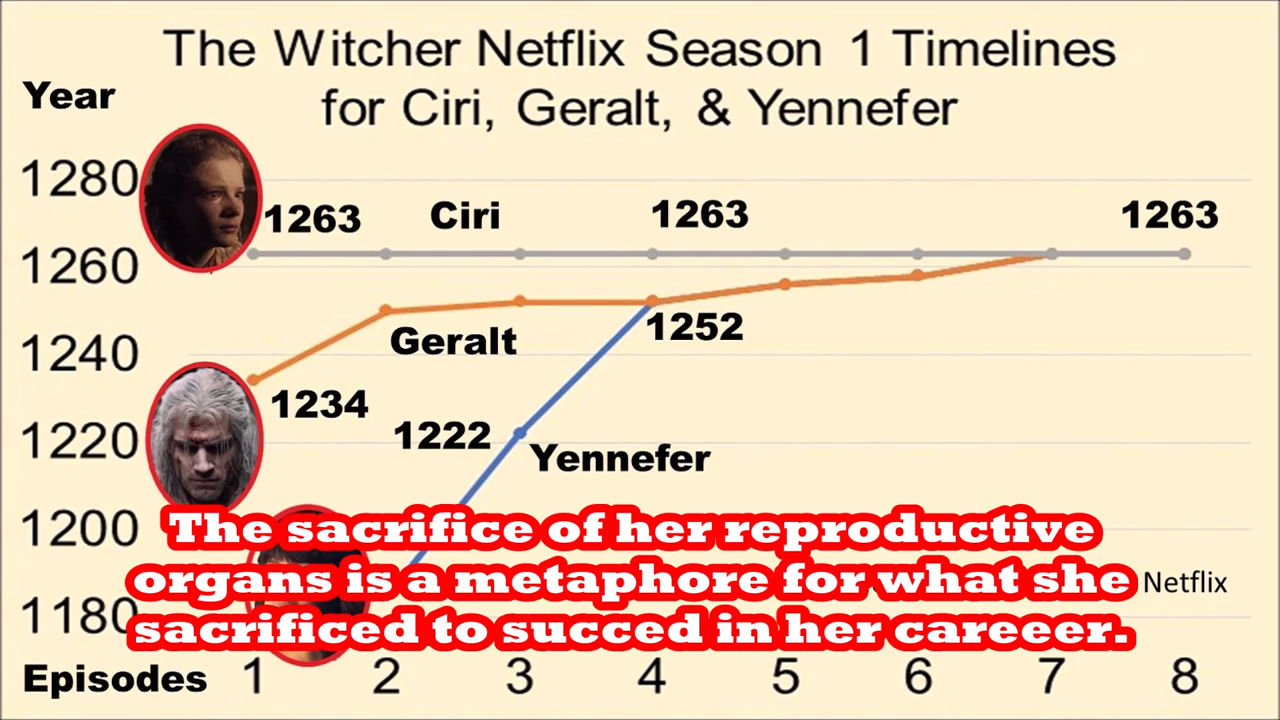 The Witcher Netflix Season 1 Timelines
for Ciri, Geralt, & Yennefer
Year
1280
1263 Ciri 1263 1263
1260
Geralt 1252
1240
1234
1222
1220
Yennefer
1200
The sacrifice of her reproductive
organs is a metaphore for what she
Netflix
1180
sacrificed to succed in her careeer.
Episodes 1 2 3 4 5 6 7 8